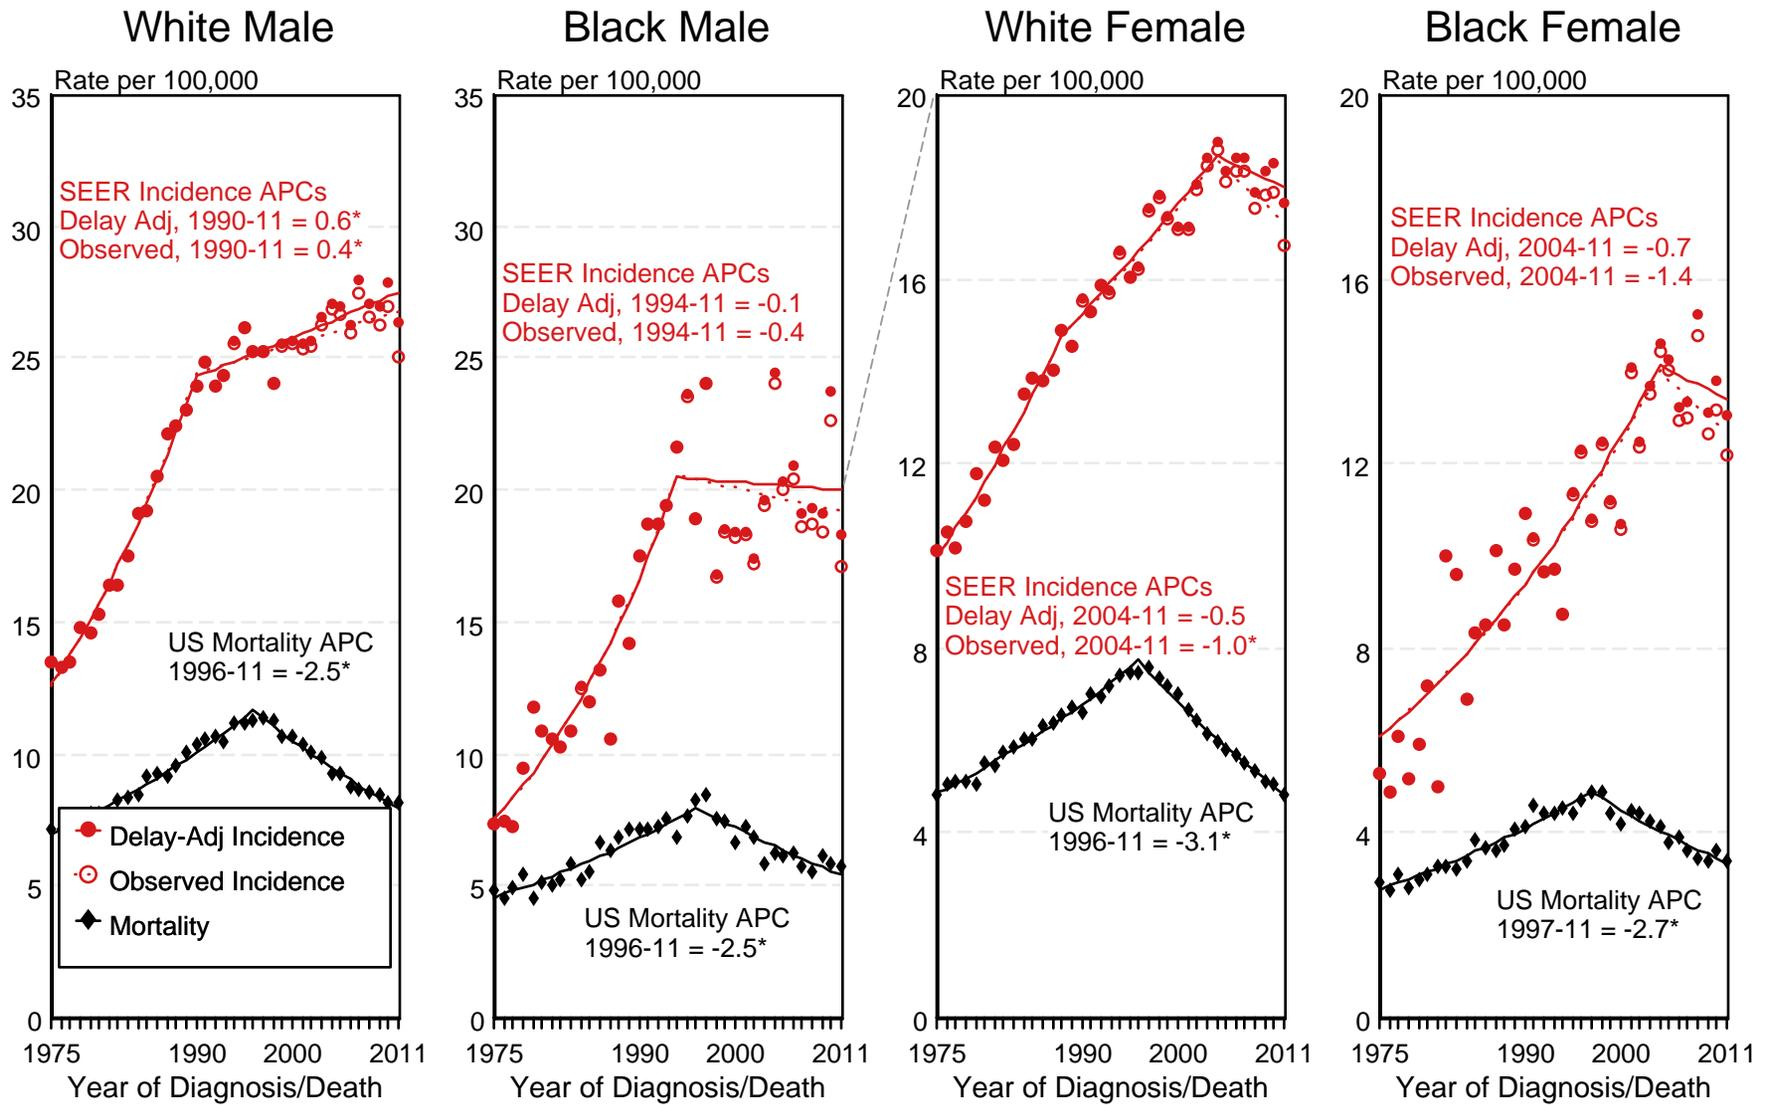 White Male
Rate per 100,000
35
30
25
20
15
10
5
0
SEER Incidence APCs
Delay Adj, 1990-11 = 0.6*
Observed, 1990-11 = 0.4*
US Mortality APC
1996-11 = -2.5*
Delay-Adj Incidence
Observed Incidence
Mortality
1975 1990 2000 2011
Year of Diagnosis/Death
Black Male
Rate per 100,000
35
30
25
20
15
10
5
0
SEER Incidence APCs
Delay Adj, 1994-11 = -0.1
Observed, 1994-11 = -0.4
US Mortality APC
1996-11 = -2.5*
1975 1990 2000 2011
Year of Diagnosis/Death
White Female
Rate per 100,000
20
16
12
8
4
0
SEER Incidence APCs
Delay Adj, 2004-11 = -0.5
Observed, 2004-11 = -1.0*
US Mortality APC
1996-11 = -3.1*
1975 1990 2000 2011
Year of Diagnosis/Death
Black Female
Rate per 100,000
20
16
12
8
4
0
SEER Incidence APCs
Delay Adj, 2004-11 = -0.7
Observed, 2004-11 = -1.4
US Mortality APC
1997-11 = -2.7*
1975 1990 2000 2011
Year of Diagnosis/Death